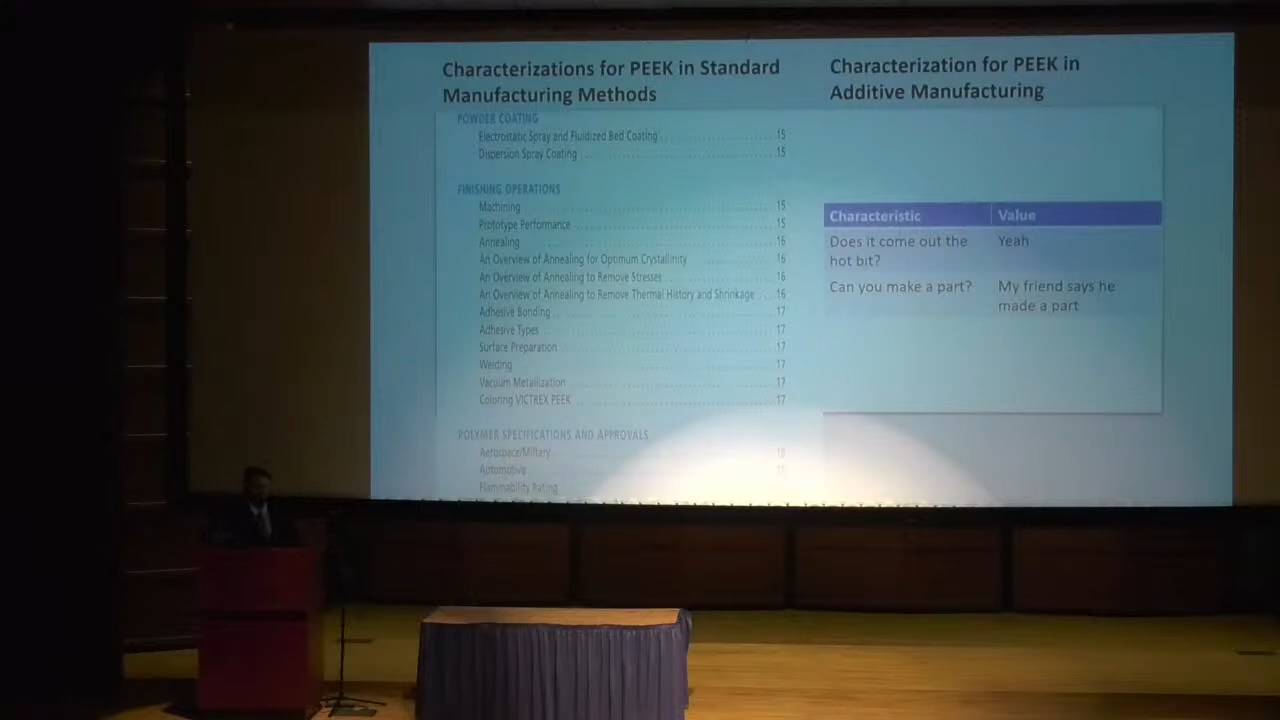 Characterizations for PEEK in Standard
Manufacturing Methods
POWDER COATING
Electrostatic Spray and Fluidized Bed Coating 15
Dispersion Spray Coating 15
FINISHING OPERATIONS
Machining 15
Prototype Performance 15
Annealing 16
An Overview of Annealing for Optimum Crystallinity 16
An Overview of Annealing to Remove Stresses 16
An Overview of Annealing to Remove Thermal History and Shrinkage 16
Adhesive Bonding 17
Adhesive Types 17
Surface Preparation 17
Welding 17
Vacuum Metallization 17
Coloring VICTREX PEEK 17
POLYMER SPECIFICATIONS AND APPROVALS
Aerospace/Military
Automotive
Flammability Rating
Characterization for PEEK in
Additive Manufacturing
Characteristic Value
Does it come out the Yeah
hot bit?
Can you make a part? My friend says he
made a part